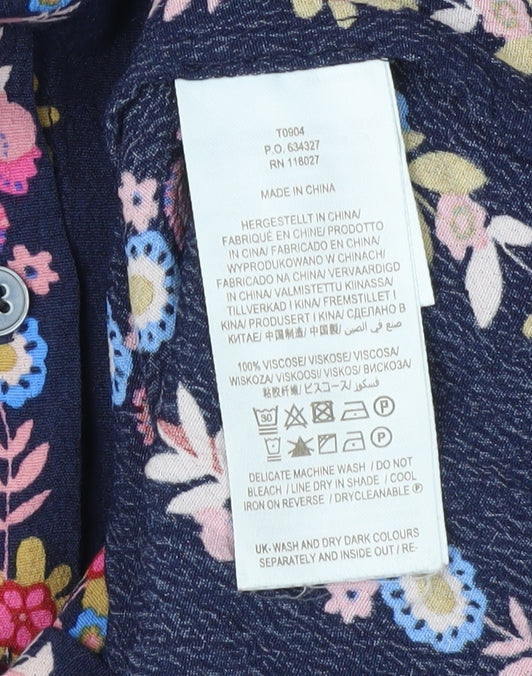 T0904
P.O. 634327
RN 118027
MADE IN CHINA
HERGESTELLT IN CHINA/
FABRIQUÉ EN CHINE/PRODOTTO
IN CINA/ FABRICADO EN CHINA/
WYPRODUKOWANO W CHINACH/
FABRICADO NA CHINA/ VERVAARDIGD
IN CHINA/ VALMISTETTU KIINASSA/
TILLVERKAD I KINA/ FREMSTILLET I
KINA/ PRODUSERT I KINA/ СДЕЛАНО В
КИТАЕ/ 中国制造/ 中国製/ صنع في الصين
100% VISCOSE/ VISKOSE/ VISCOSA/
WISKOZA/ VISKOOSI/ VISKOS/ ВИСКОЗА/
粘胶纤维/ ビスコース/ فسكوز
30 P
P
DELICATE MACHINE WASH / DO NOT
BLEACH / LINE DRY IN SHADE / COOL
IRON ON REVERSE / DRYCLEANABLE Ⓟ
UK- WASH AND DRY DARK COLOURS
SEPARATELY AND INSIDE OUT / RE-